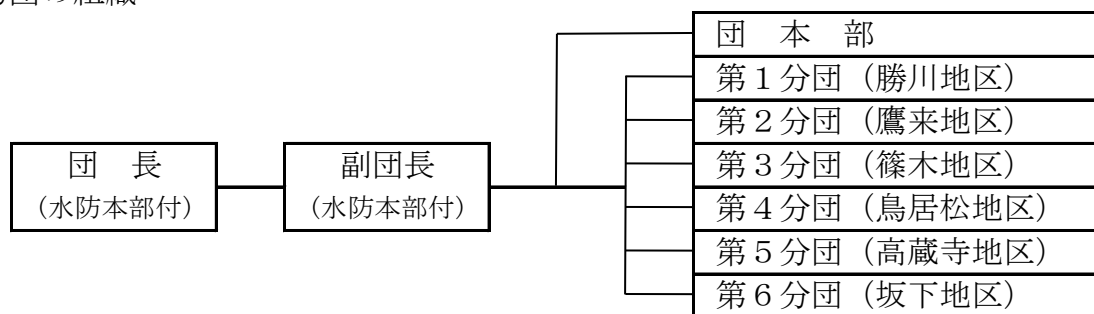 団の組織
団　長
（水防本部付）
副団長
（水防本部付）
団　本　部
第１分団（勝川地区）
第２分団（鷹来地区）
第３分団（篠木地区）
第４分団（鳥居松地区）
第５分団（高蔵寺地区）
第６分団（坂下地区）